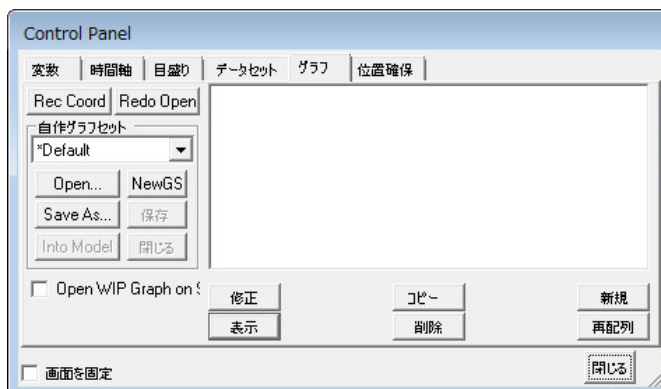 Control Panel
変数 時間軸 目盛り データセット グラフ 位置確保
Rec Coord Redo Open
自作グラフセット
*Default
Open... NewGS
Save As... 保存
Into Model 閉じる
Open WIP Graph on S
修正 コピー 新規
表示 削除 再配列
画面を固定 閉じる